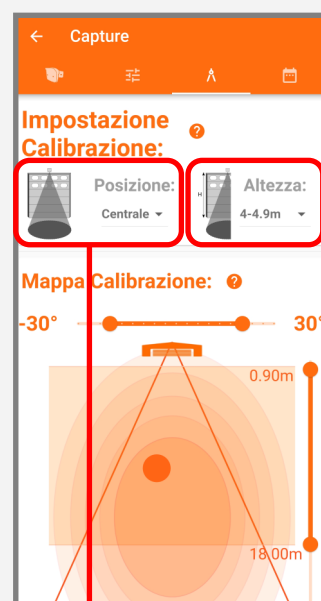 Capture
Impostazione
Calibrazione:
Posizione:
Centrale
Altezza:
H
4-4.9m
Mappa Calibrazione:
-30°
30°
0.90m
18.00m